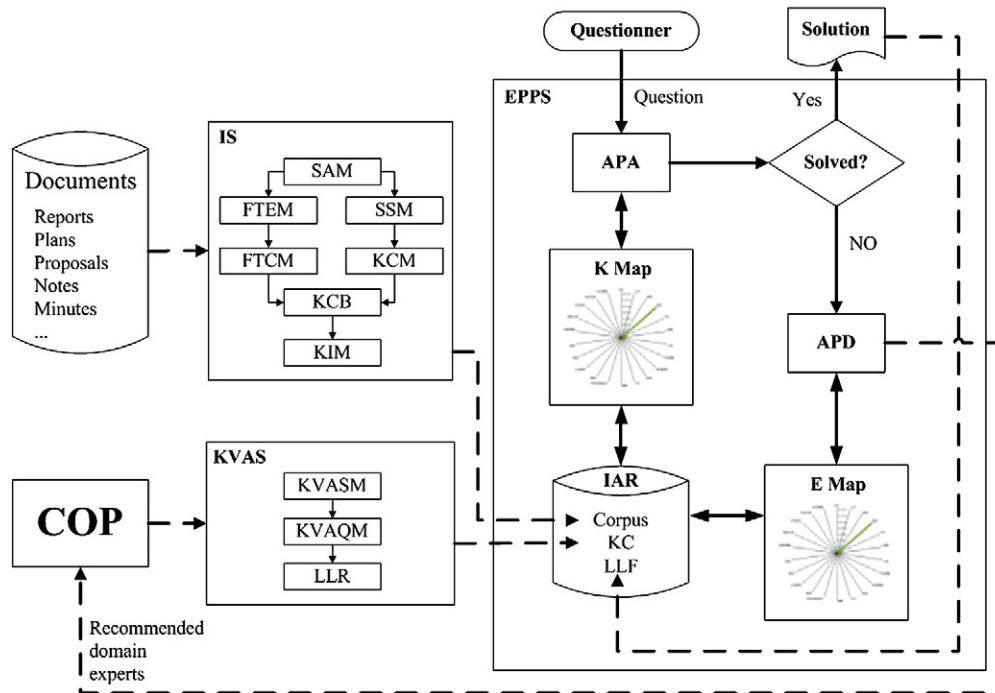 Questionner
Solution
EPPS
Question
Yes
IS
SAM
FTEM
SSM
FTCM
KCM
KCB
KIM
Documents
Reports
Plans
Proposals
Notes
Minutes
...
APA
Solved?
NO
K Map
APD
KVAS
KVASM
KVAQM
LLR
COP
IAR
Corpus
KC
LLF
E Map
Recommended
domain
experts